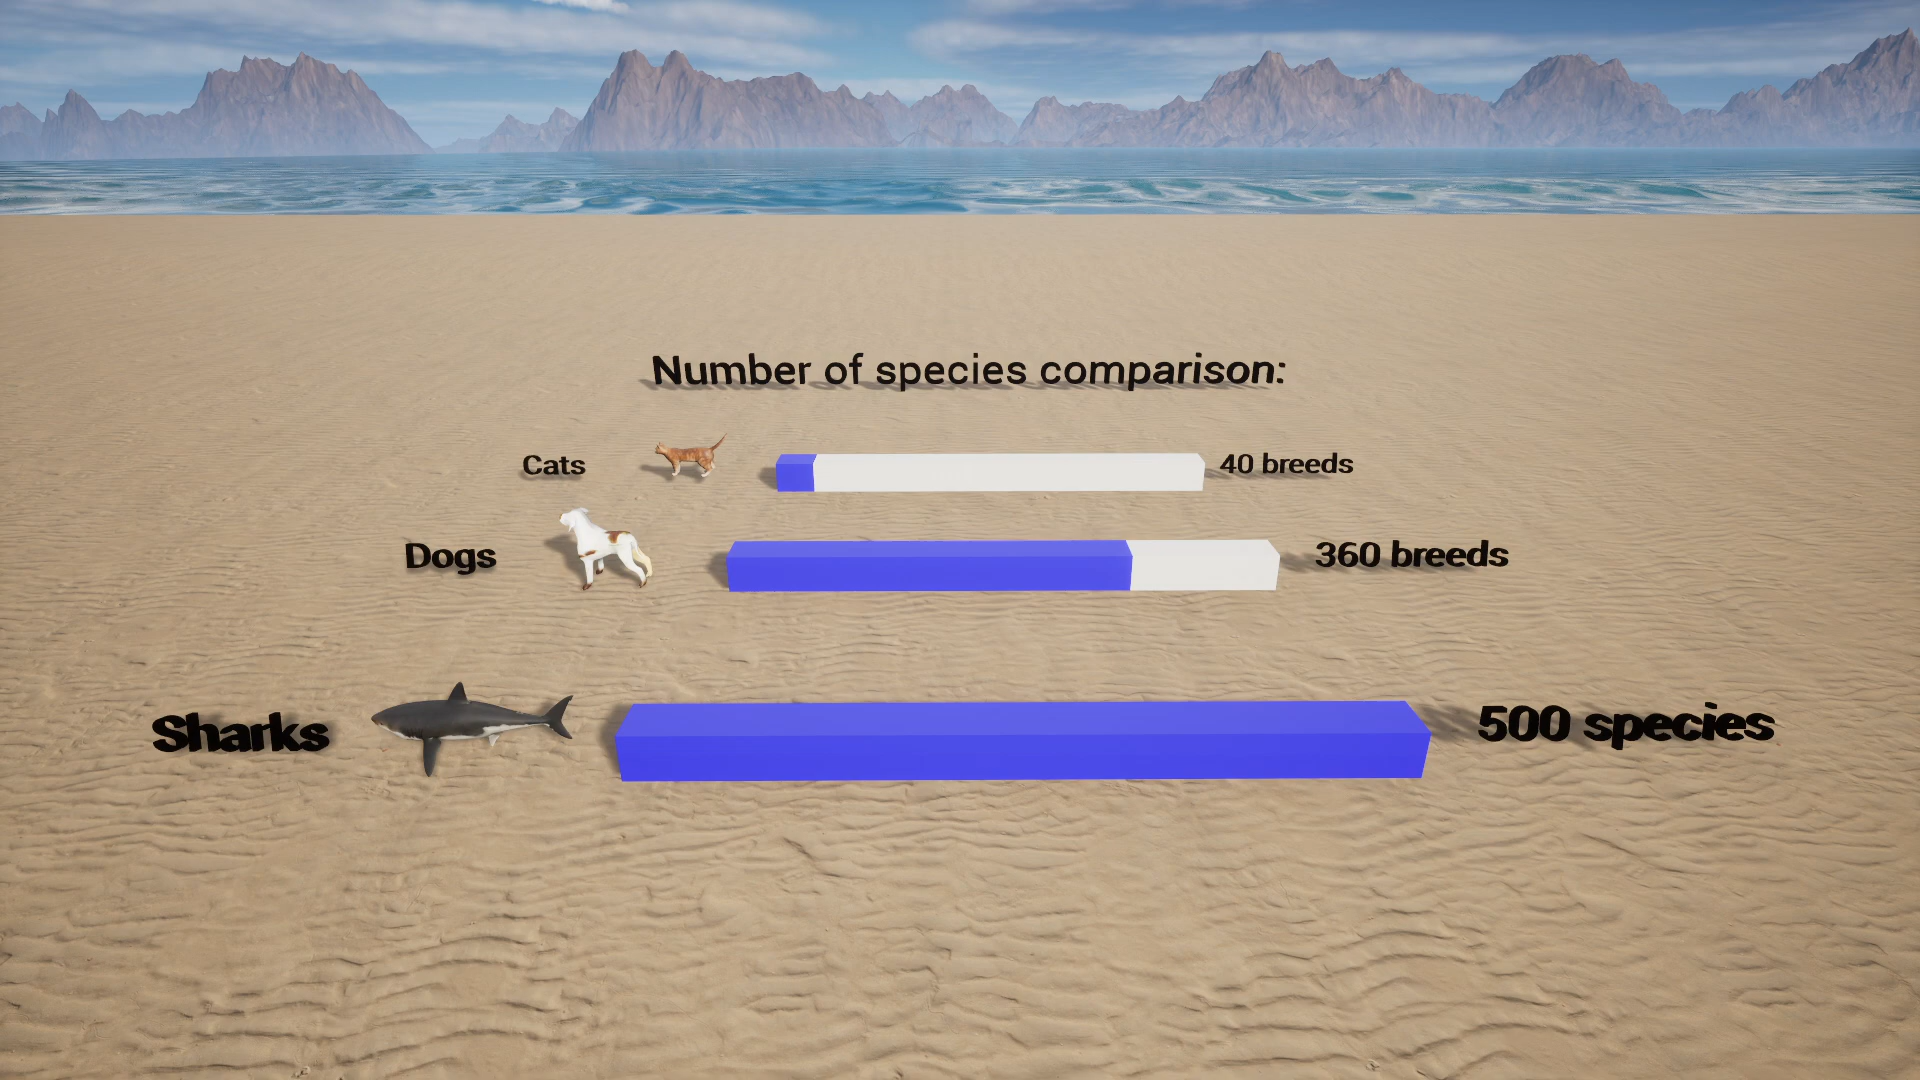 Number of species comparison:
Cats 40 breeds
Dogs 360 breeds
Sharks 500 species